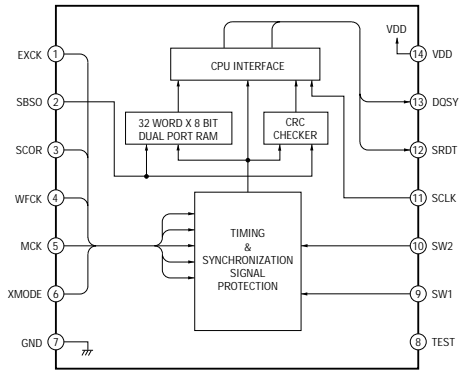 VDD
EXCK 1
14 VDD
CPU INTERFACE
SBSO 2
13 DQSY
32 WORD X 8 BIT
DUAL PORT RAM
CRC
CHECKER
SCOR 3
12 SRDT
WFCK 4
11 SCLK
TIMING
&
SYNCHRONIZATION
SIGNAL
PROTECTION
MCK 5
10 SW2
XMODE 6
9 SW1
GND 7
8 TEST